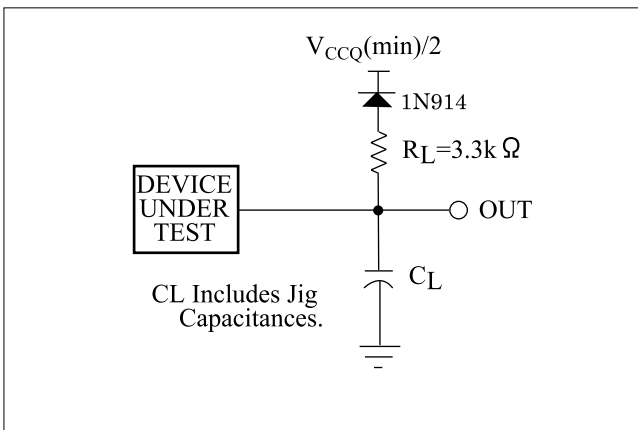 VCCQ(min)/2
1N914
RL=3.3k Ω
DEVICE
UNDER
TEST
OUT
CL
CL Includes Jig
Capacitances.